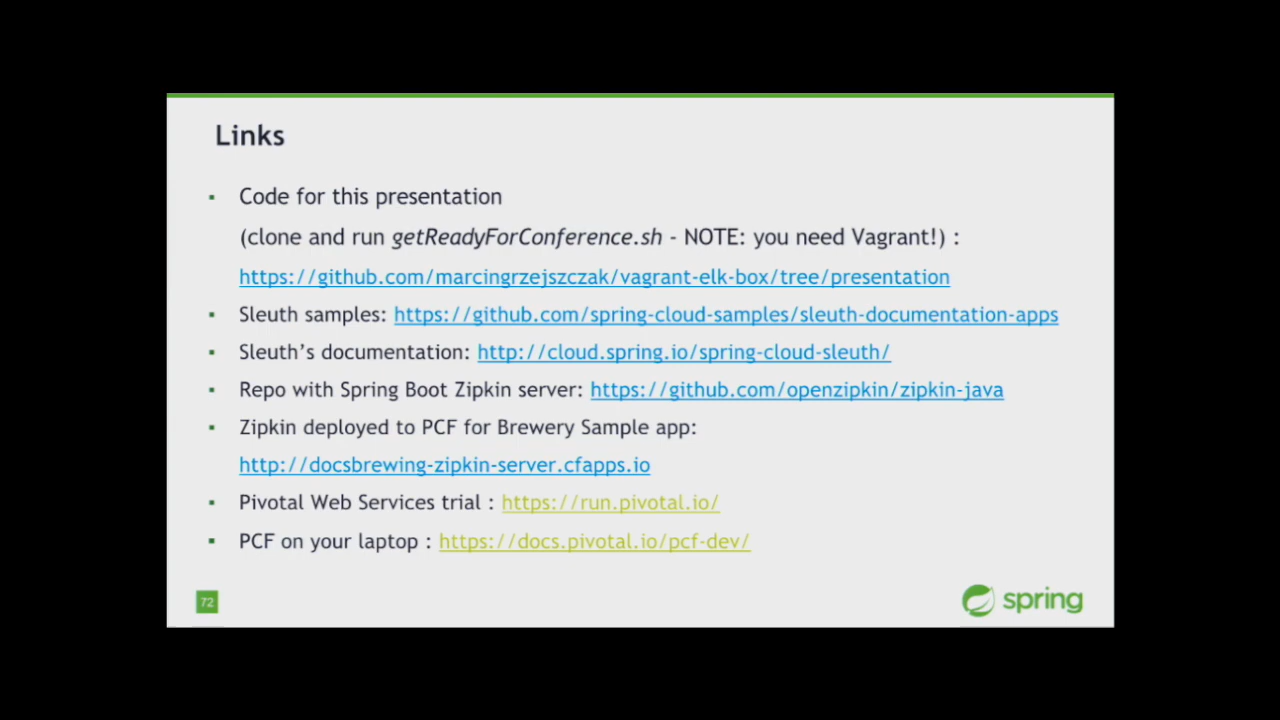 Links
▪ Code for this presentation
(clone and run getReadyForConference.sh - NOTE: you need Vagrant!) :
https://github.com/marcingrzejszczak/vagrant-elk-box/tree/presentation
▪ Sleuth samples: https://github.com/spring-cloud-samples/sleuth-documentation-apps
▪ Sleuth's documentation: http://cloud.spring.io/spring-cloud-sleuth/
▪ Repo with Spring Boot Zipkin server: https://github.com/openzipkin/zipkin-java
▪ Zipkin deployed to PCF for Brewery Sample app:
http://docsbrewing-zipkin-server.cfapps.io
▪ Pivotal Web Services trial : https://run.pivotal.io/
▪ PCF on your laptop : https://docs.pivotal.io/pcf-dev/
72
spring